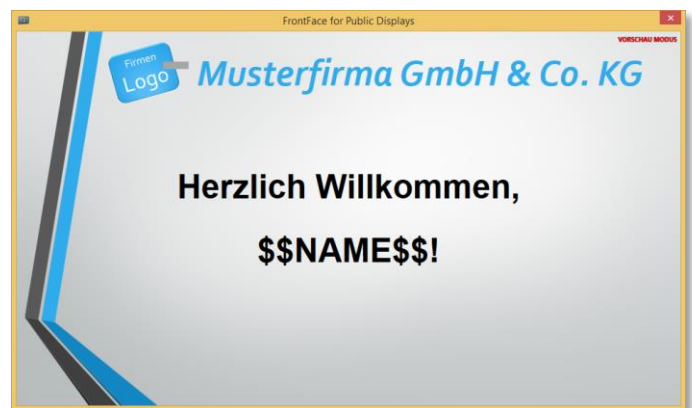 FrontFace for Public Displays
VORSCHAU MODUS
Firmen
Logo
Musterfirma GmbH & Co. KG
Herzlich Willkommen,
$$NAME$$!